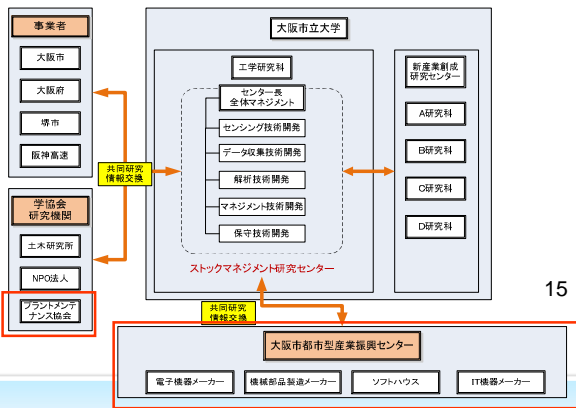 事業者
大阪市
大阪府
堺市
阪神高速
学協会
研究機関
土木研究所
NPO法人
プラントメンテ
ナンス協会
共同研究
情報交換
大阪市立大学
工学研究科
センター長
全体マネジメント
センシング技術開発
データ収集技術開発
解析技術開発
マネジメント技術開発
保守技術開発
ストックマネジメント研究センター
新産業創成
研究センター
A研究科
B研究科
C研究科
D研究科
共同研究
情報交換
15
大阪市都市型産業振興センター
電子機器メーカー
機械部品製造メーカー
ソフトハウス
IT機器メーカー